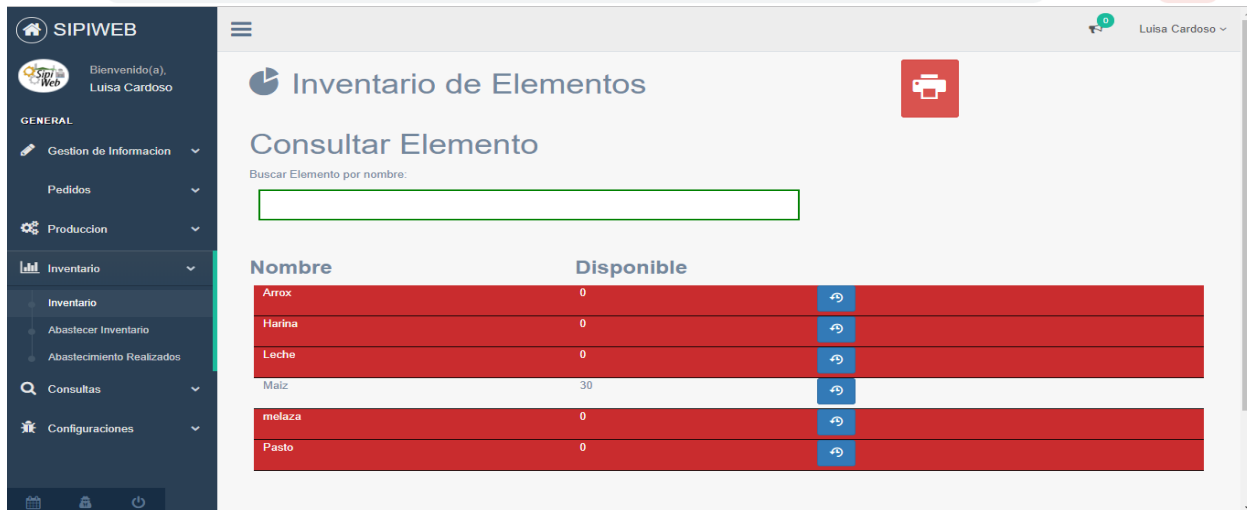 SIPIWEB
0
Luisa Cardoso
Sipi
Web
Bienvenido(a),
Luisa Cardoso
GENERAL
Gestion de Informacion
Pedidos
Produccion
Inventario
Inventario
Abastecer Inventario
Abastecimiento Realizados
Consultas
Configuraciones
Inventario de Elementos
Consultar Elemento
Buscar Elemento por nombre:
Nombre Disponible
Arrox 0
Harina 0
Leche 0
Maiz 30
melaza 0
Pasto 0